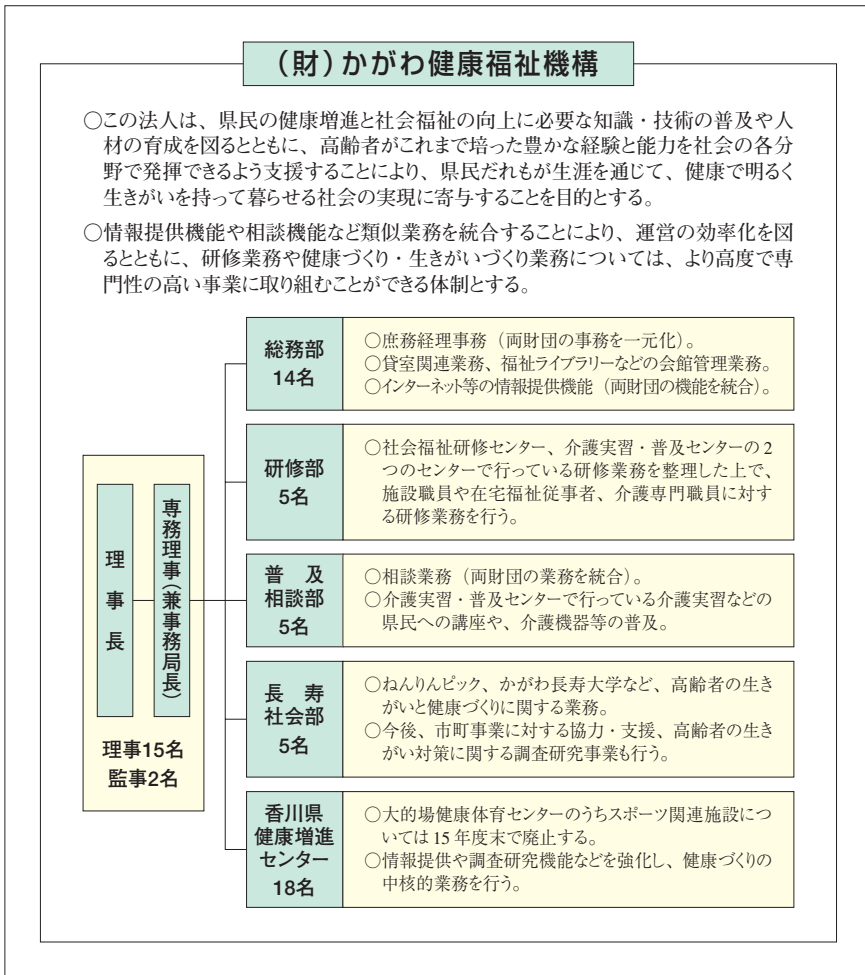 （財）かがわ健康福祉機構
○この法人は、県民の健康増進と社会福祉の向上に必要な知識・技術の普及や人
材の育成を図るとともに、高齢者がこれまで培った豊かな経験と能力を社会の各分
野で発揮できるよう支援することにより、県民だれもが生涯を通じて、健康で明るく
生きがいを持って暮らせる社会の実現に寄与することを目的とする。
○情報提供機能や相談機能など類似業務を統合することにより、運営の効率化を図
るとともに、研修業務や健康づくり・生きがいづくり業務については、より高度で専
門性の高い事業に取り組むことができる体制とする。
理事長
専務理事（兼事務局長）
理事15名
監事2名
総務部
14名
○庶務経理事務（両財団の事務を一元化）。
○貸室関連業務、福祉ライブラリーなどの会館管理業務。
○インターネット等の情報提供機能（両財団の機能を統合）。
研修部
5名
○社会福祉研修センター、介護実習・普及センターの2
つのセンターで行っている研修業務を整理した上で、
施設職員や在宅福祉従事者、介護専門職員に対す
る研修業務を行う。
普 及
相談部
5名
○相談業務（両財団の業務を統合）。
○介護実習・普及センターで行っている介護実習などの
県民への講座や、介護機器等の普及。
長 寿
社会部
5名
○ねんりんピック、かがわ長寿大学など、高齢者の生き
がいと健康づくりに関する業務。
○今後、市町事業に対する協力・支援、高齢者の生き
がい対策に関する調査研究事業も行う。
香川県
健康増進
センター
18名
○大的場健康体育センターのうちスポーツ関連施設につ
いては15年度末で廃止する。
○情報提供や調査研究機能などを強化し、健康づくりの
中核的業務を行う。